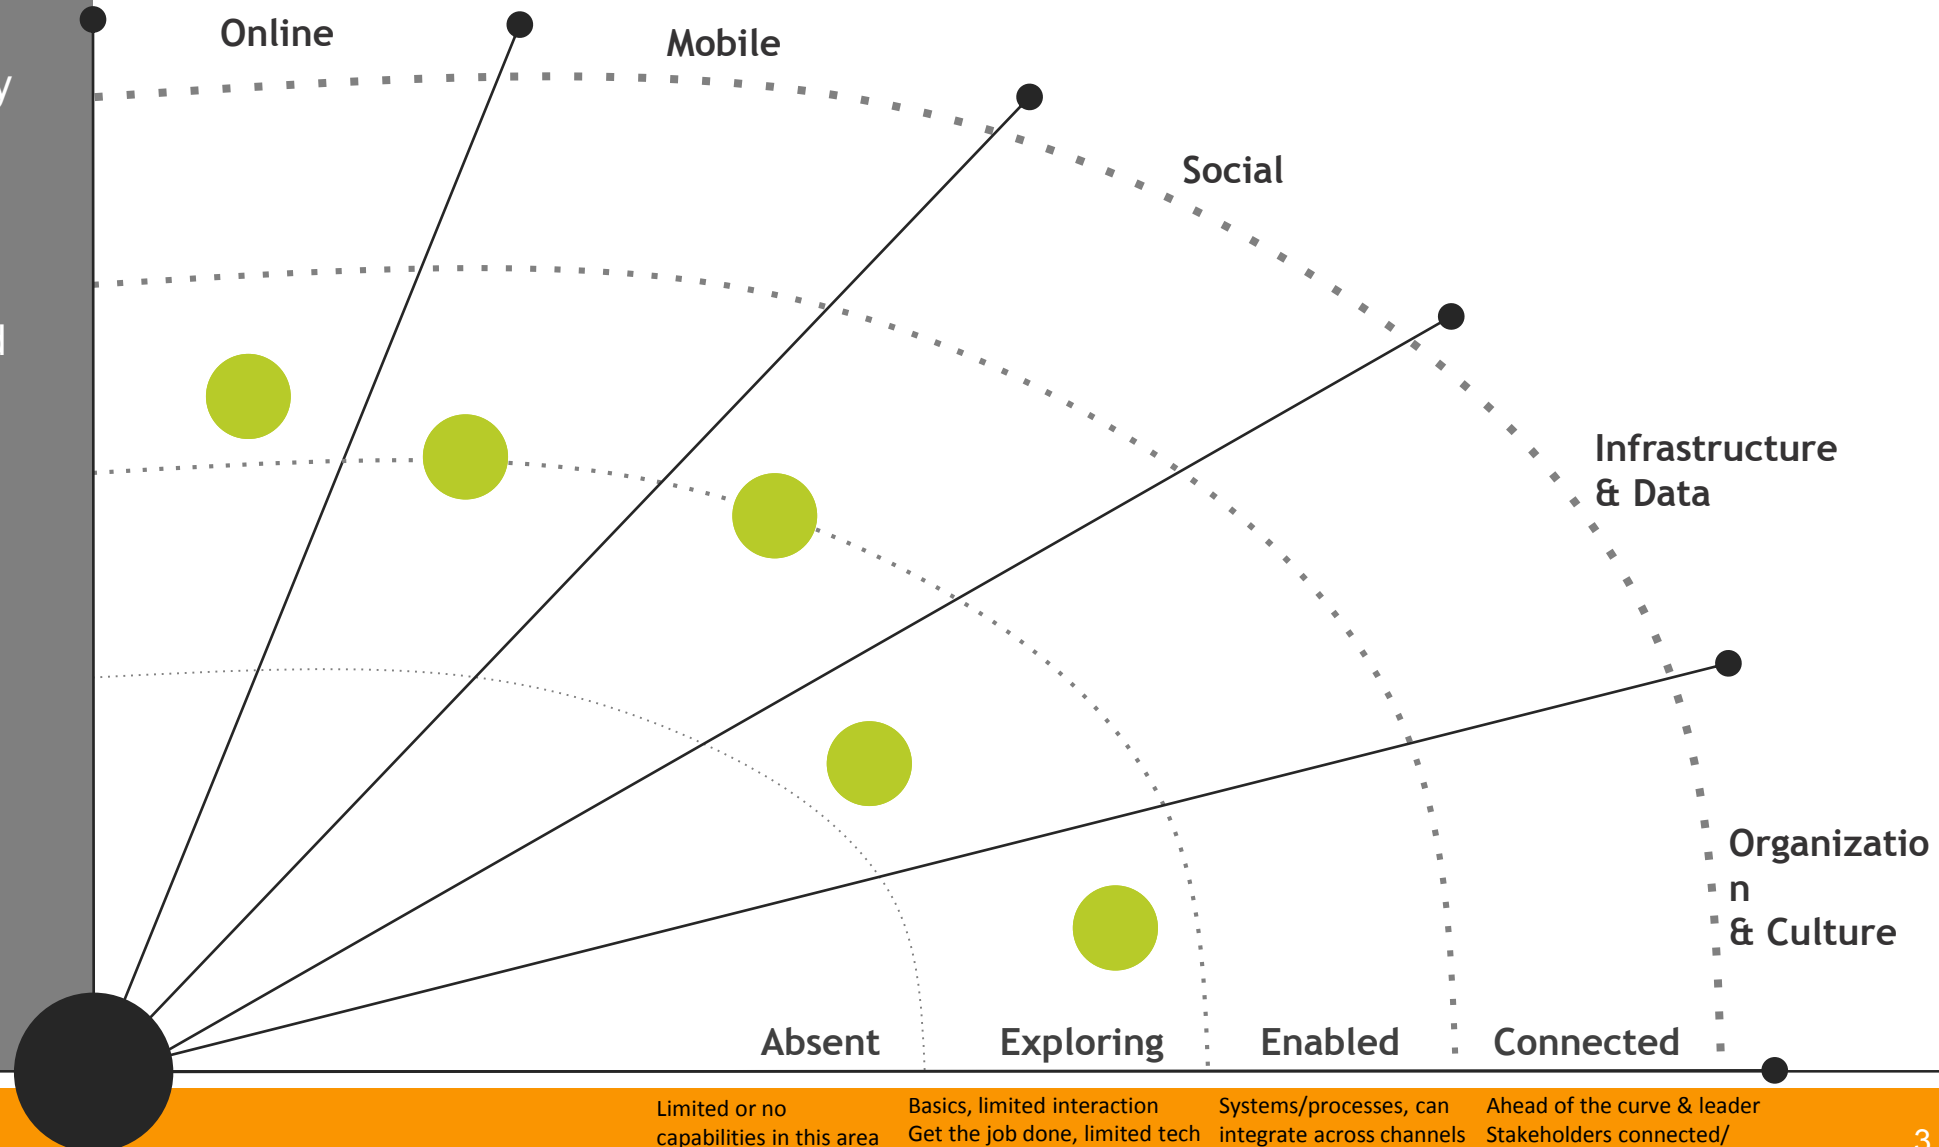 Online
Mobile
Social
Infrastructure
& Data
Organizatio
n
& Culture
Absent
Exploring
Enabled
Connected
Limited or no
capabilities in this area
Basics, limited interaction
Get the job done, limited tech
Systems/processes, can
integrate across channels
Ahead of the curve & leader
Stakeholders connected/
3